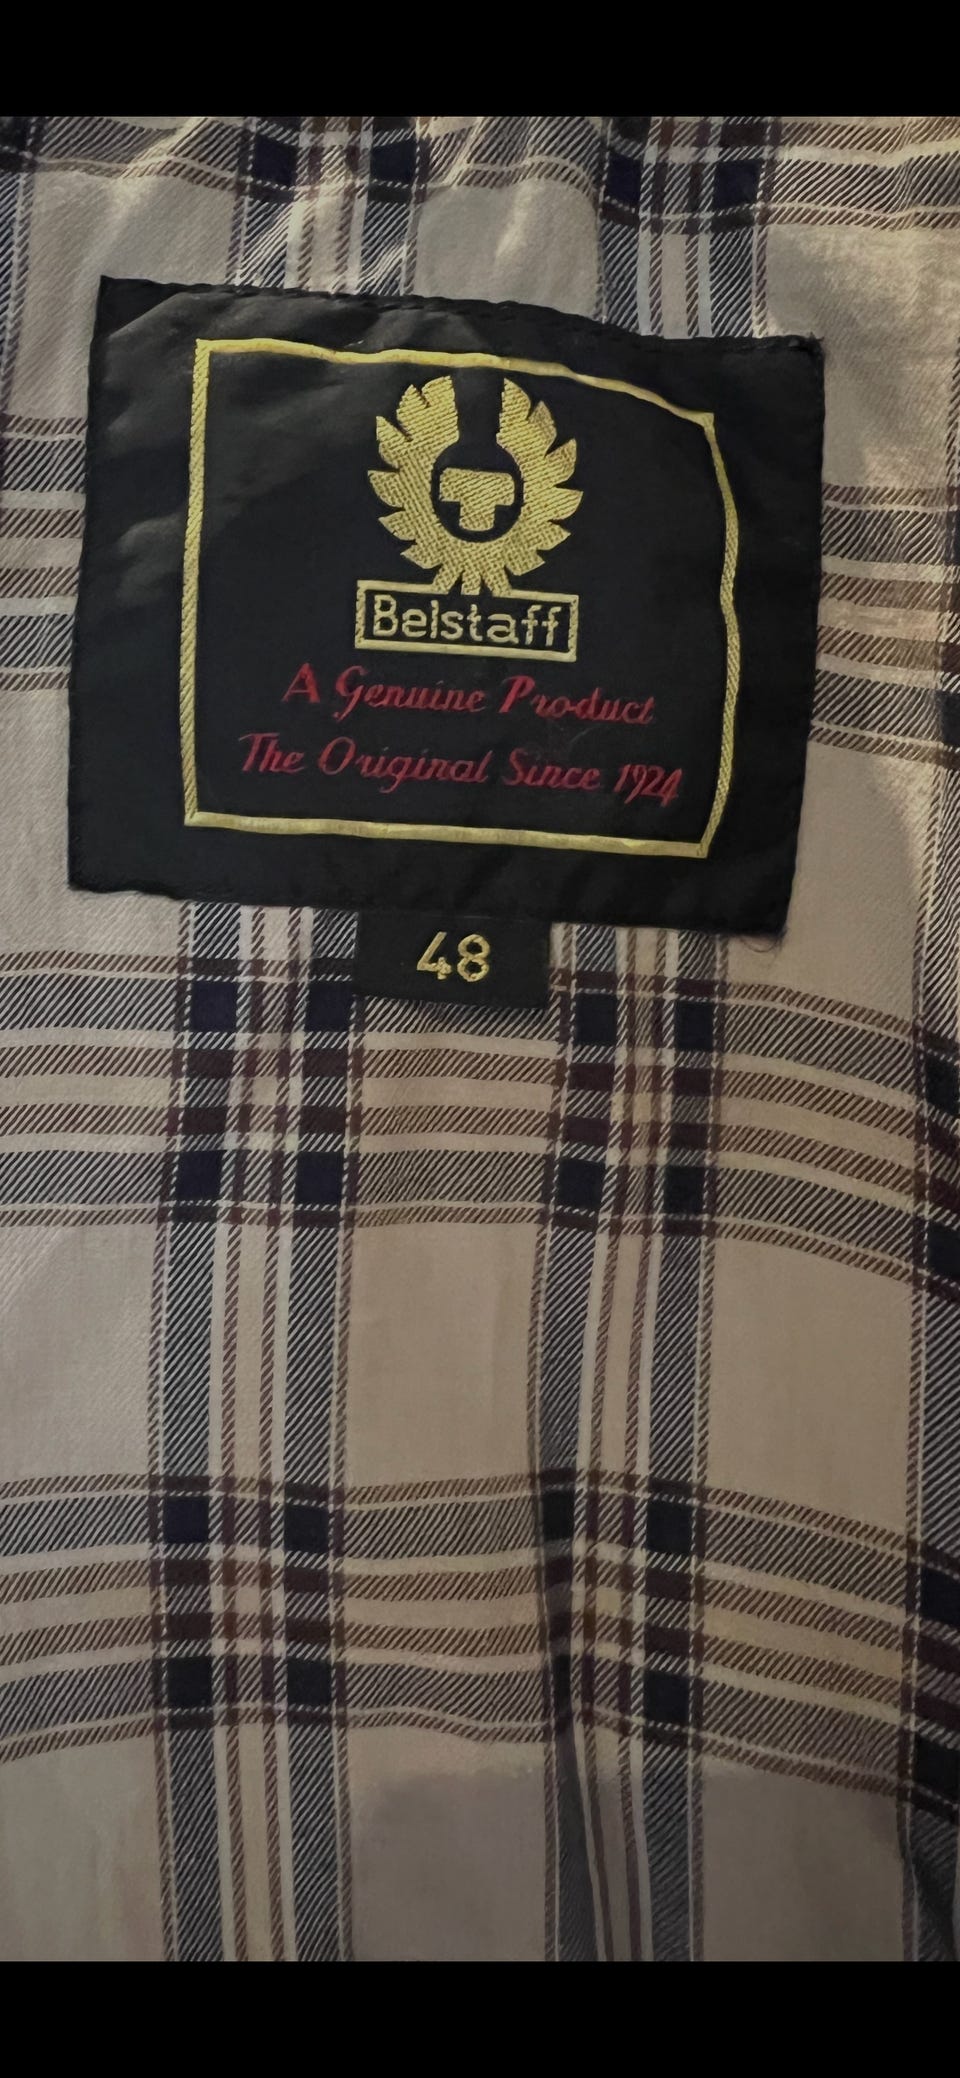 Belstaff
A Genuine Product
The Original Since 1924
48